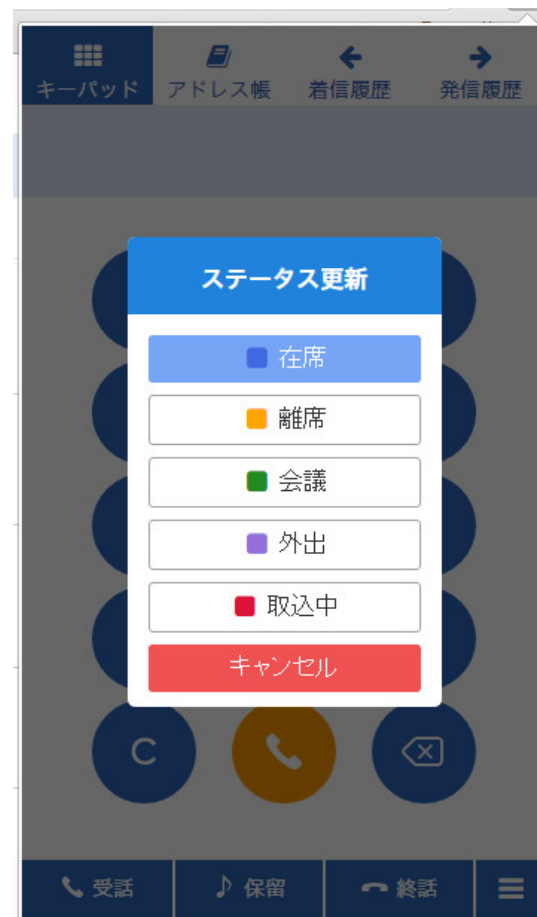 キーパッド アドレス帳 着信履歴 発信履歴
ステータス更新
在席
離席
会議
外出
取込中
キャンセル
C
受話 保留 終話